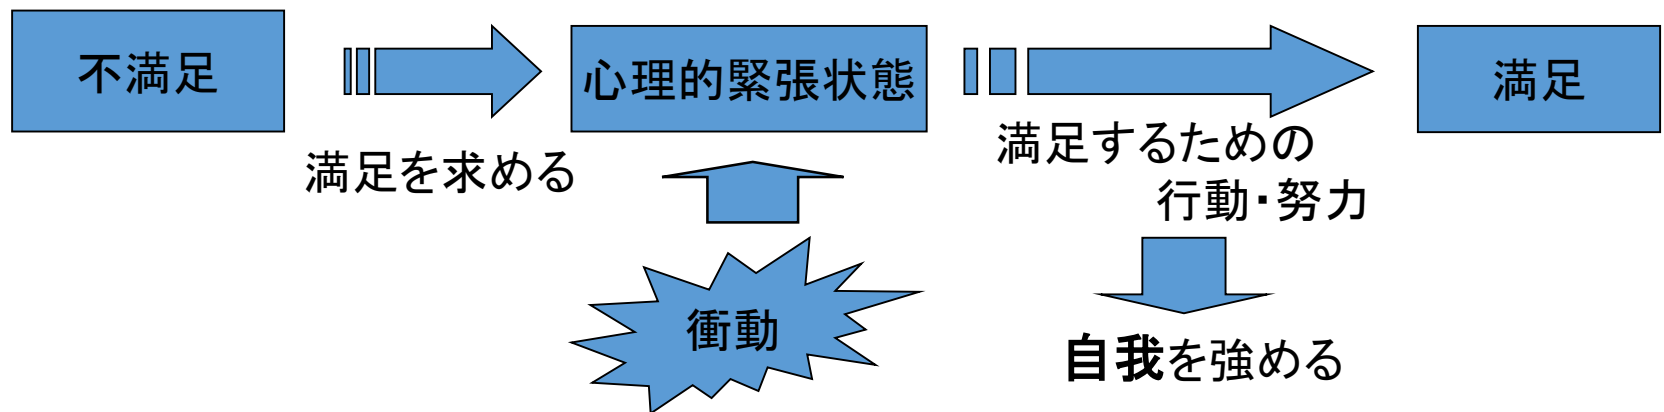 不満足
満足を求める
心理的緊張状態
衝動
満足するための
行動・努力
自我を強める
満足